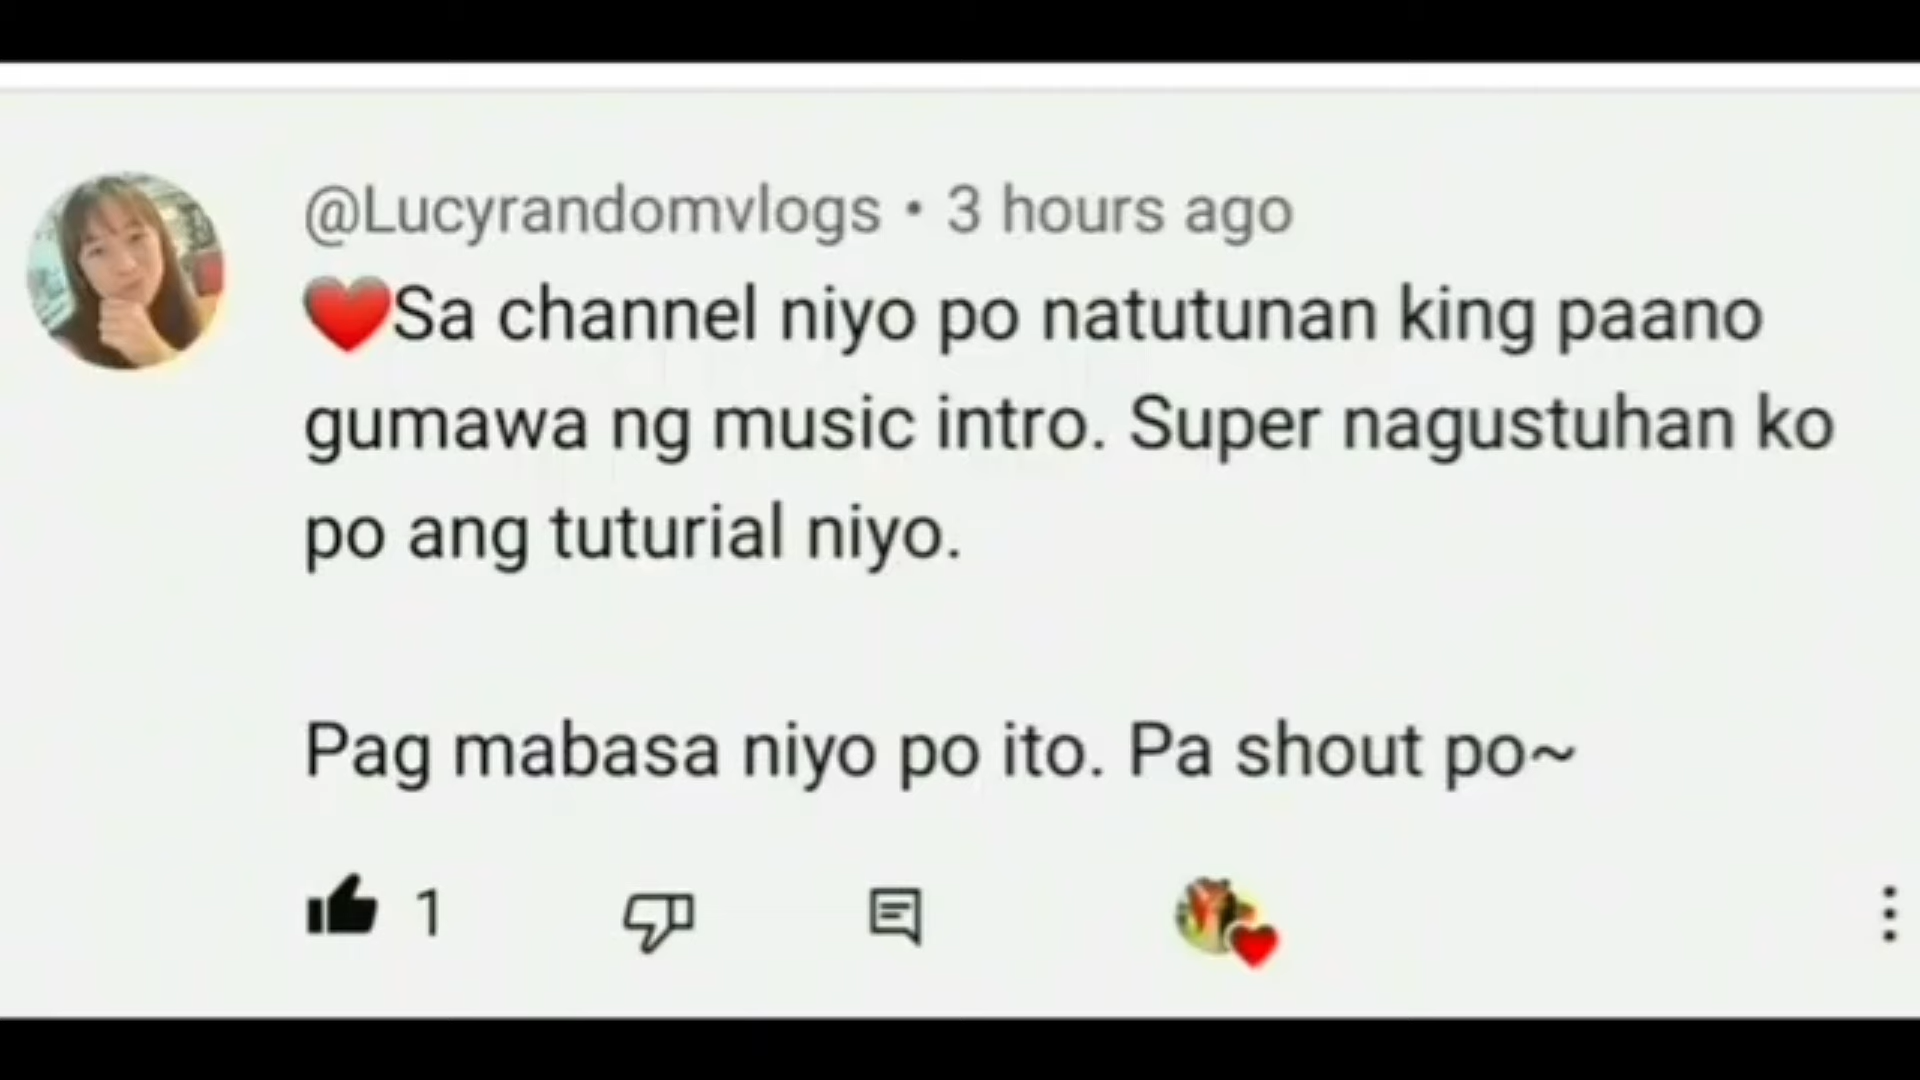 @Lucyrandomvlogs • 3 hours ago
❤️Sa channel niyo po natutunan king paano
gumawa ng music intro. Super nagustuhan ko
po ang tuturial niyo.
Pag mabasa niyo po ito. Pa shout po~
1